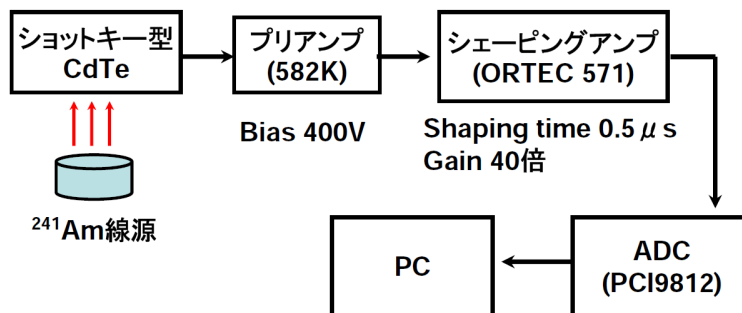 ショットキー型
CdTe
プリアンプ
(582K)
シェーピングアンプ
(ORTEC 571)
Bias 400V
Shaping time 0.5μs
Gain 40倍
241Am線源
PC
ADC
(PCI9812)